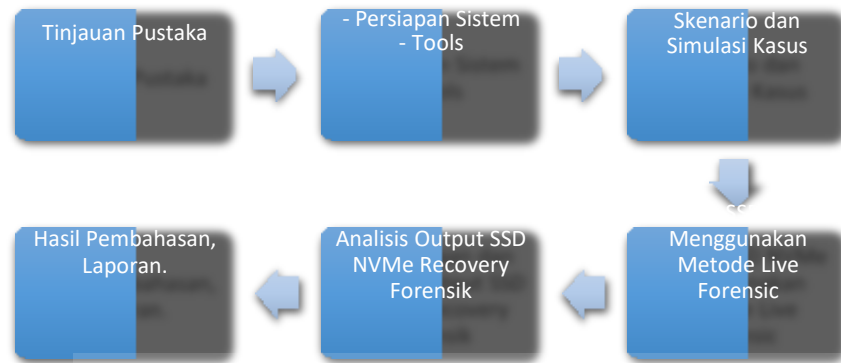 Tinjauan Pustaka
- Persiapan Sistem
- Tools
Skenario dan
Simulasi Kasus
Menggunakan
Metode Live
Forensic
Analisis Output SSD
NVMe Recovery
Forensik
Hasil Pembahasan,
Laporan.